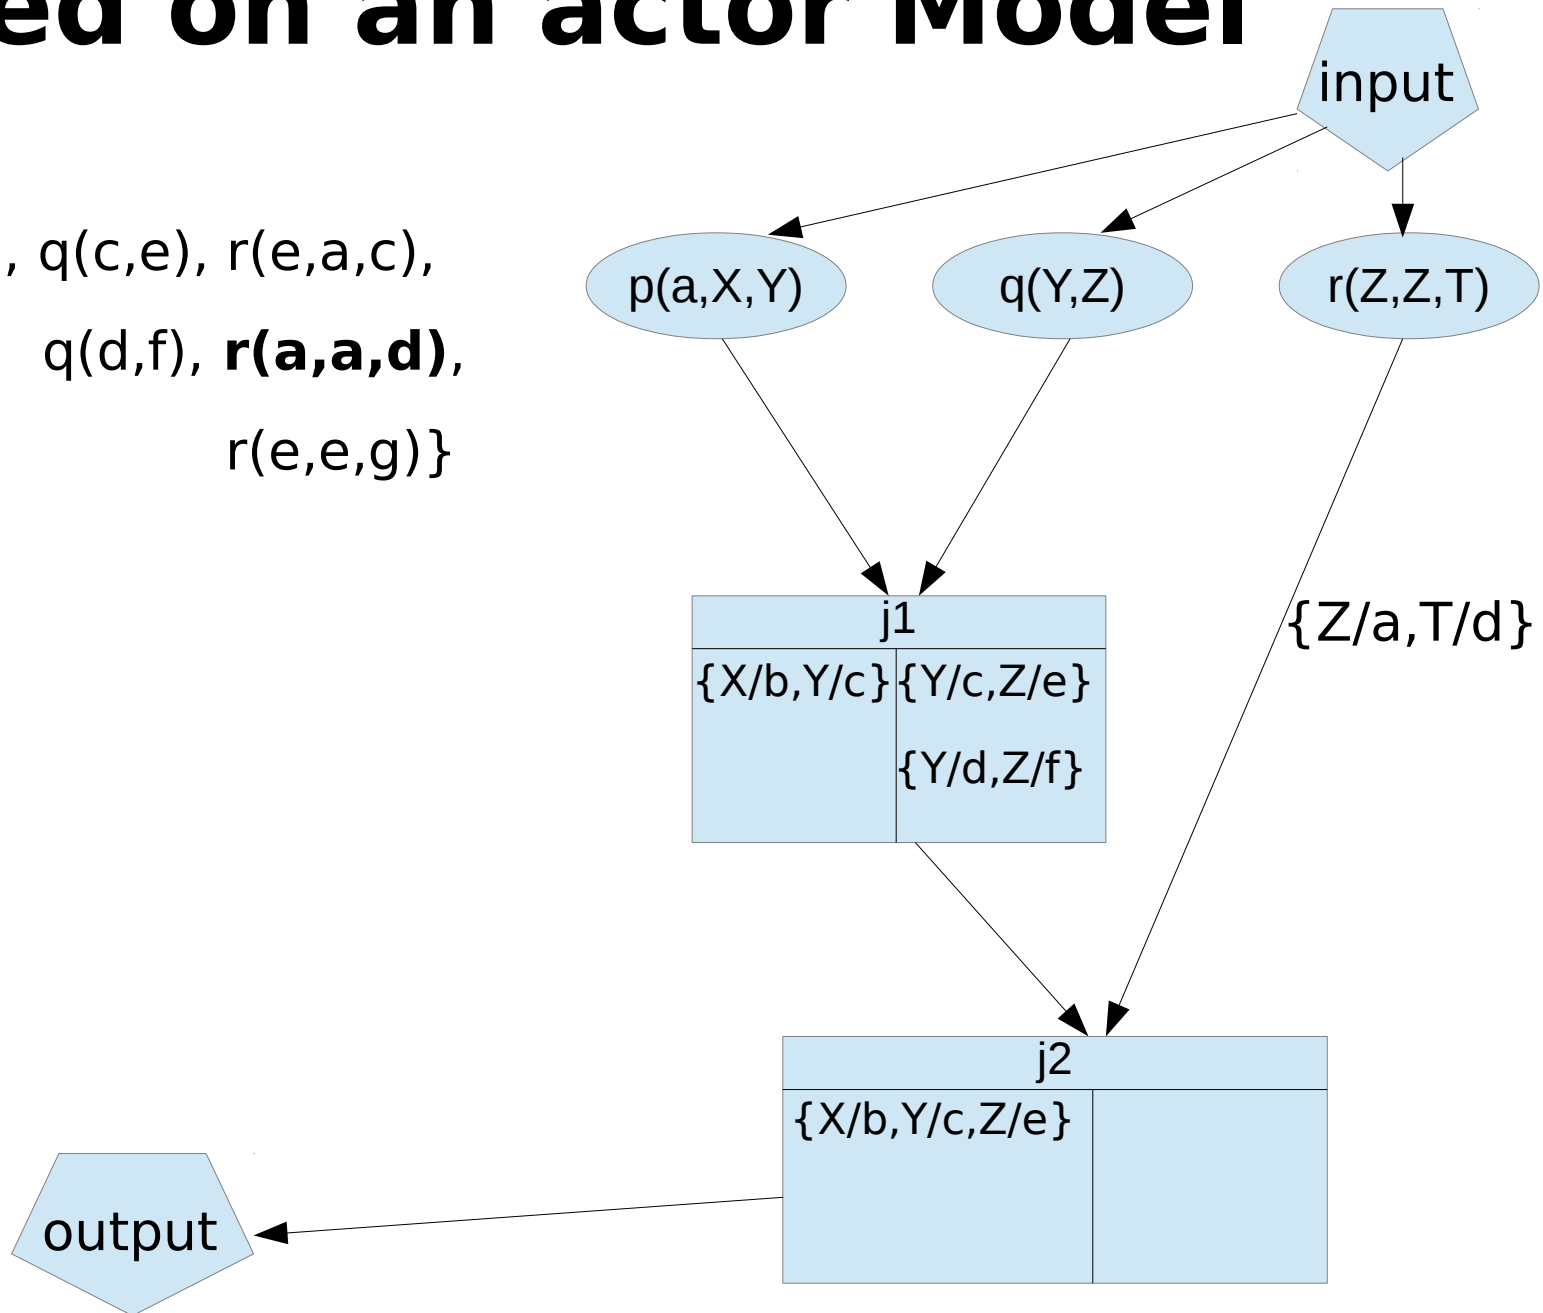 ed on an actor Model
input
, q(c,e), r(e,a,c),
q(d,f), r(a,a,d),
r(e,e,g)}
p(a,X,Y)
q(Y,Z)
r(Z,Z,T)
{Z/a,T/d}
j1
{X/b,Y/c}
{Y/c,Z/e}
{Y/d,Z/f}
j2
{X/b,Y/c,Z/e}
output